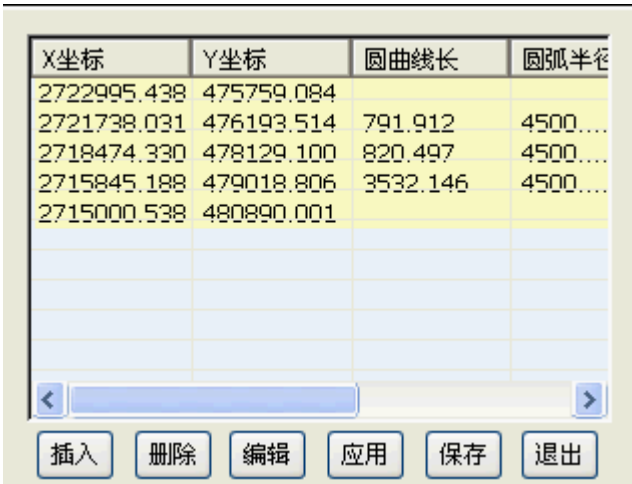 X坐标 Y坐标 圆曲线长 圆弧半径
2722995.438 475759.084
2721738.031 476193.514 791.912 4500....
2718474.330 478129.100 820.497 4500....
2715845.188 479018.806 3532.146 4500....
2715000.538 480890.001
插入 删除 编辑 应用 保存 退出